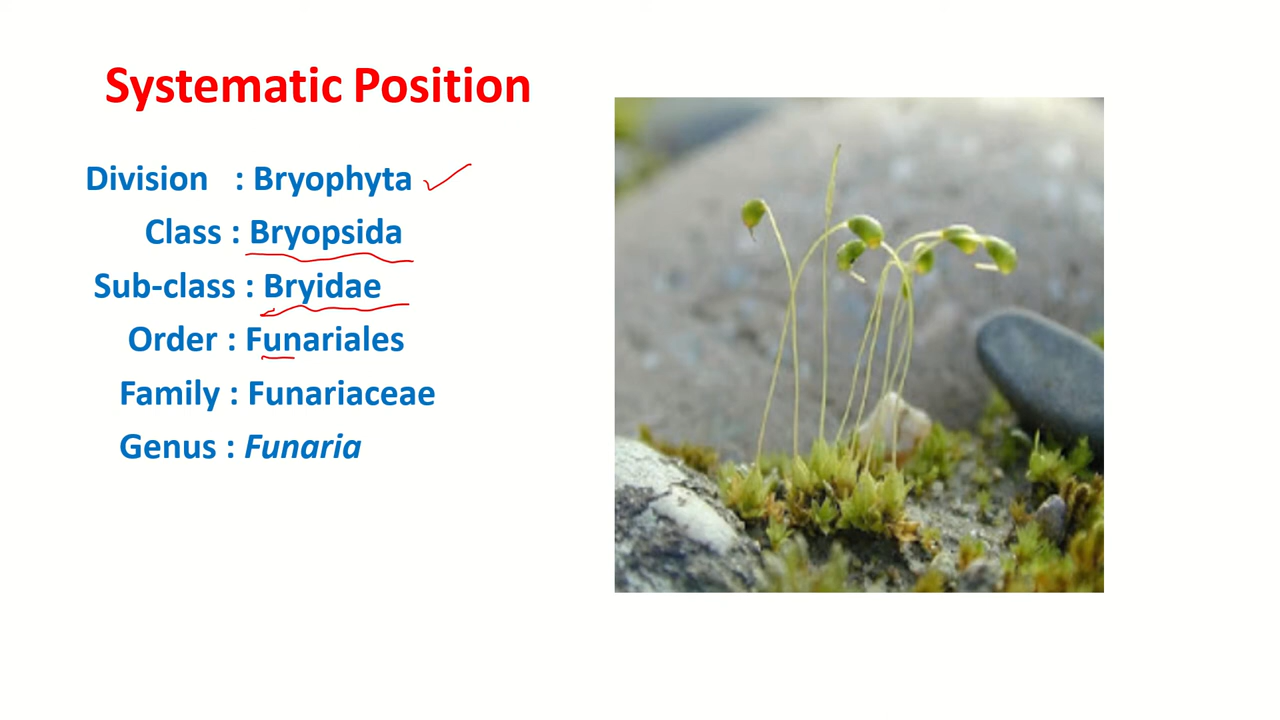 Systematic Position
Division : Bryophyta
Class : Bryopsida
Sub-class : Bryidae
Order : Funariales
Family : Funariaceae
Genus : Funaria